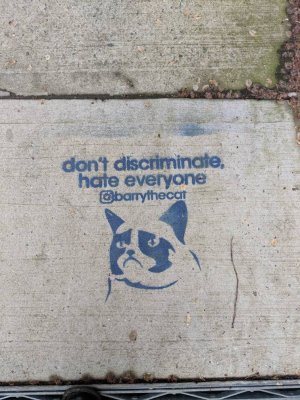 don't discriminate,
hate everyone
@barrythecat